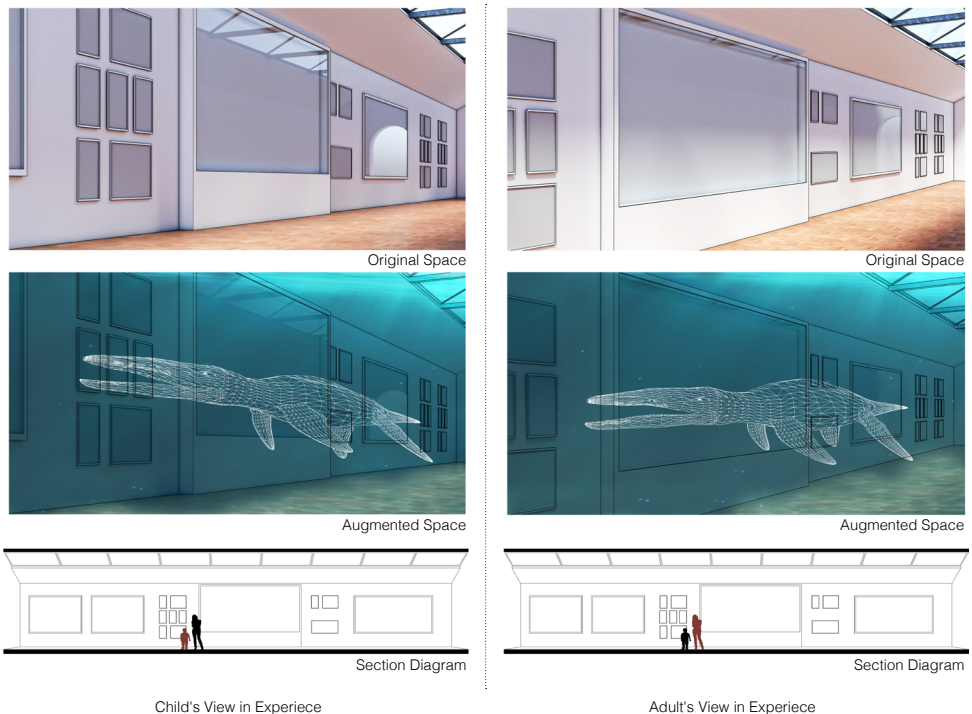 Original Space
Original Space
Augmented Space
Augmented Space
Section Diagram
Section Diagram
Child's View in Experiece
Adult's View in Experiece